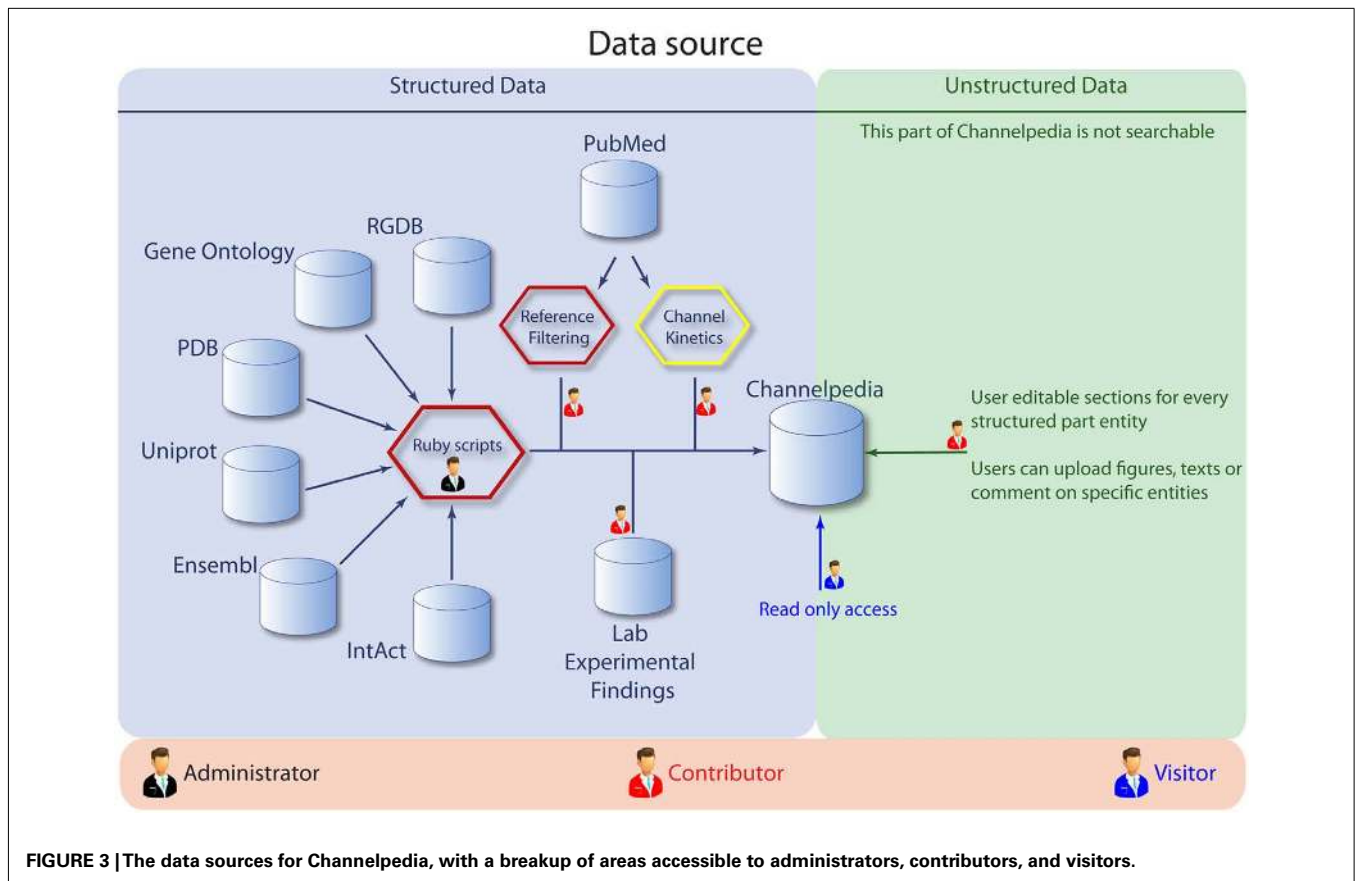 Data source
Structured Data
Unstructured Data
This part of Channelpedia is not searchable
PubMed
RGDB
Gene Ontology
Reference
Filtering
Channel
Kinetics
PDB
Channelpedia
User editable sections for every
structured part entity
Ruby scripts
Uniprot
Users can upload figures, texts or
comment on specific entities
Ensembl
Read only access
IntAct
Lab
Experimental
Findings
Administrator
Contributor
Visitor
FIGURE 3 | The data sources for Channelpedia, with a breakup of areas accessible to administrators, contributors, and visitors.